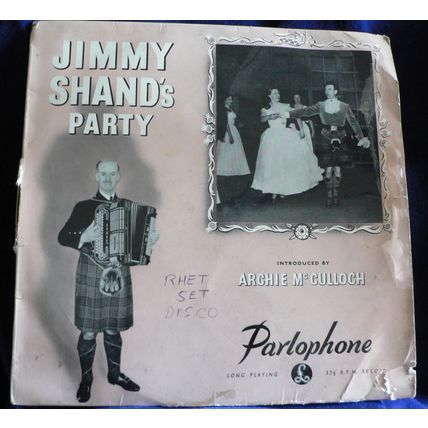 JIMMY
SHAND's
PARTY
INTRODUCED BY
ARCHIE McCULLOCH
RHET
SET
DISCO
Parlophone
LONG PLAYING £ 33⅓ R.P.M. RECORD